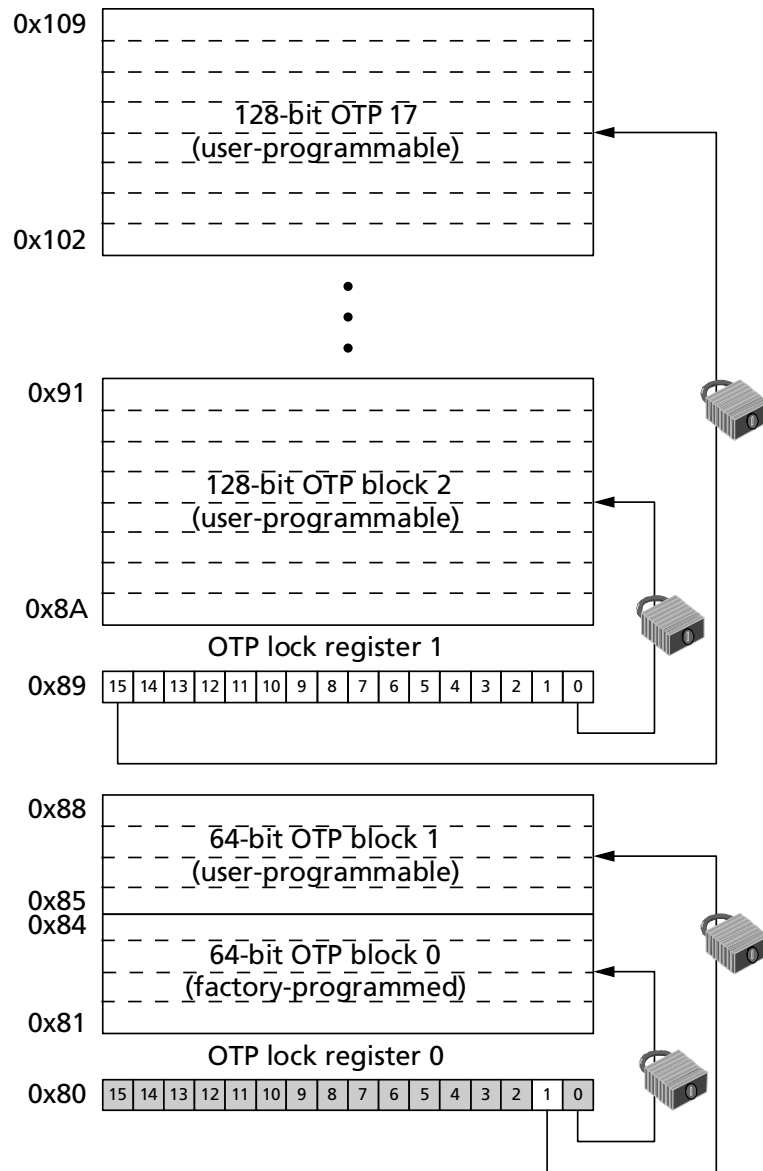 0x109
128-bit OTP 17
(user-programmable)
0x102
0x91
128-bit OTP block 2
(user-programmable)
0x8A
OTP lock register 1
0x89 15 14 13 12 11 10 9 8 7 6 5 4 3 2 1 0
0x88
64-bit OTP block 1
(user-programmable)
0x85
0x84
64-bit OTP block 0
(factory-programmed)
0x81
OTP lock register 0
0x80 15 14 13 12 11 10 9 8 7 6 5 4 3 2 1 0